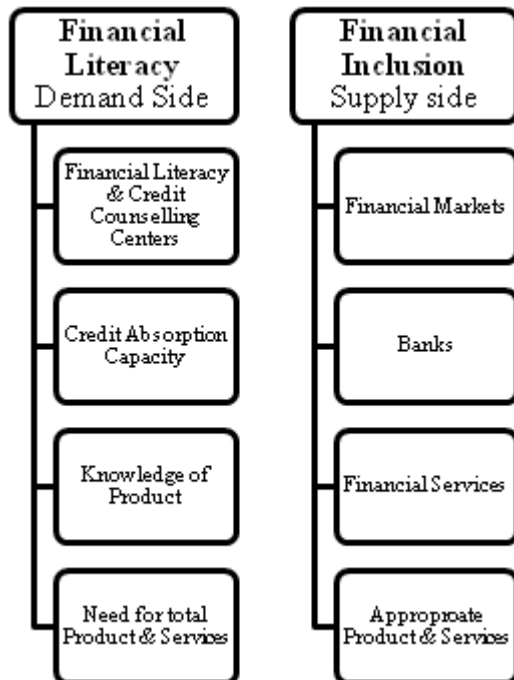 Financial
Literacy
Demand Side
Financial Literacy
& Credit
Counselling
Centers
Credit Absorption
Capacity
Knowledge of
Product
Need for total
Product & Services
Financial
Inclusion
Supply side
Financial Markets
Banks
Financial Services
Approproate
Product & Services